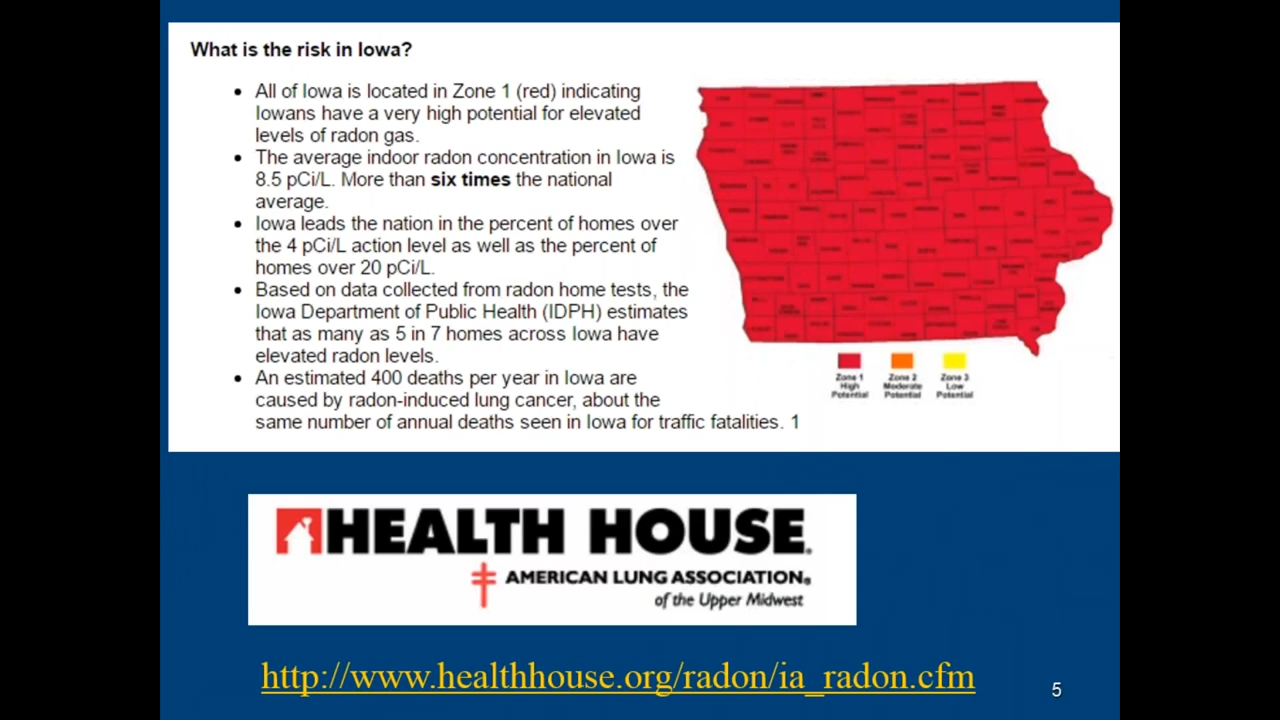 What is the risk in Iowa?
• All of Iowa is located in Zone 1 (red) indicating
Iowans have a very high potential for elevated
levels of radon gas.
• The average indoor radon concentration in Iowa is
8.5 pCi/L. More than six times the national
average.
• Iowa leads the nation in the percent of homes over
the 4 pCi/L action level as well as the percent of
homes over 20 pCi/L.
• Based on data collected from radon home tests, the
Iowa Department of Public Health (IDPH) estimates
that as many as 5 in 7 homes across Iowa have
elevated radon levels.
• An estimated 400 deaths per year in Iowa are
caused by radon-induced lung cancer, about the
same number of annual deaths seen in Iowa for traffic fatalities. 1
Zone 1
High
Potential
Zone 2
Moderate
Potential
Zone 3
Low
Potential
HEALTH HOUSE®
AMERICAN LUNG ASSOCIATION®
of the Upper Midwest
http://www.healthhouse.org/radon/ia_radon.cfm
5